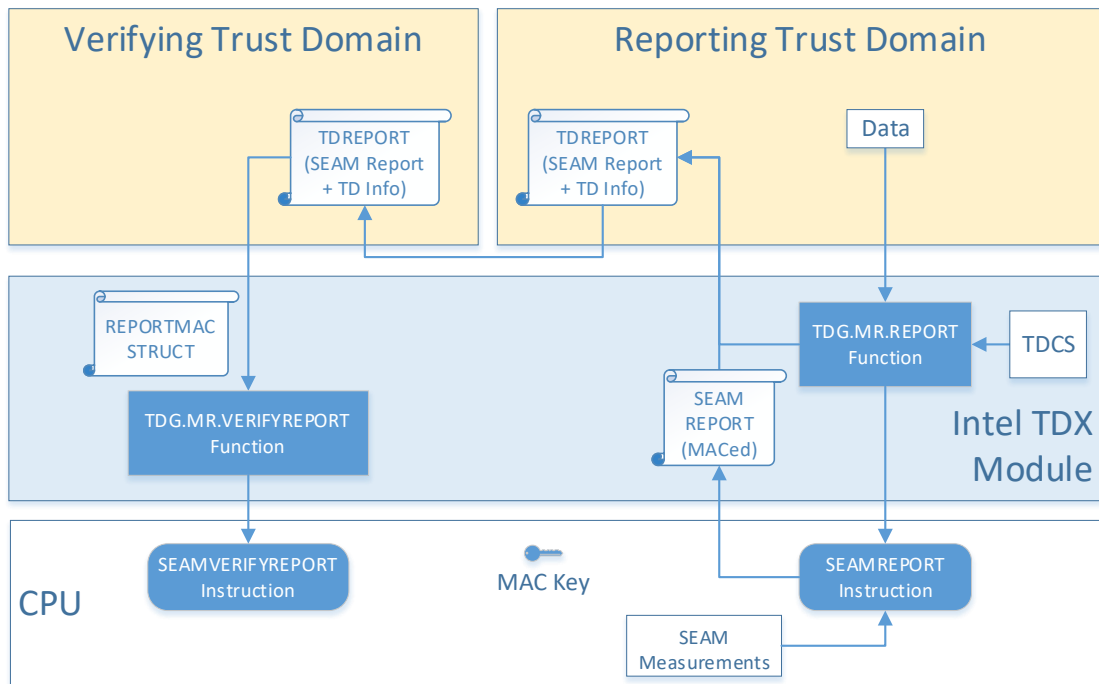 Verifying Trust Domain
Reporting Trust Domain
TDREPORT
(SEAM Report
+ TD Info)
TDREPORT
(SEAM Report
+ TD Info)
Data
REPORTMAC
STRUCT
TDG.MR.VERIFYREPORT
Function
SEAM
REPORT
(MACed)
TDG.MR.REPORT
Function
TDCS
Intel TDX
Module
CPU
SEAMVERIFYREPORT
Instruction
MAC Key
SEAMREPORT
Instruction
SEAM
Measurements